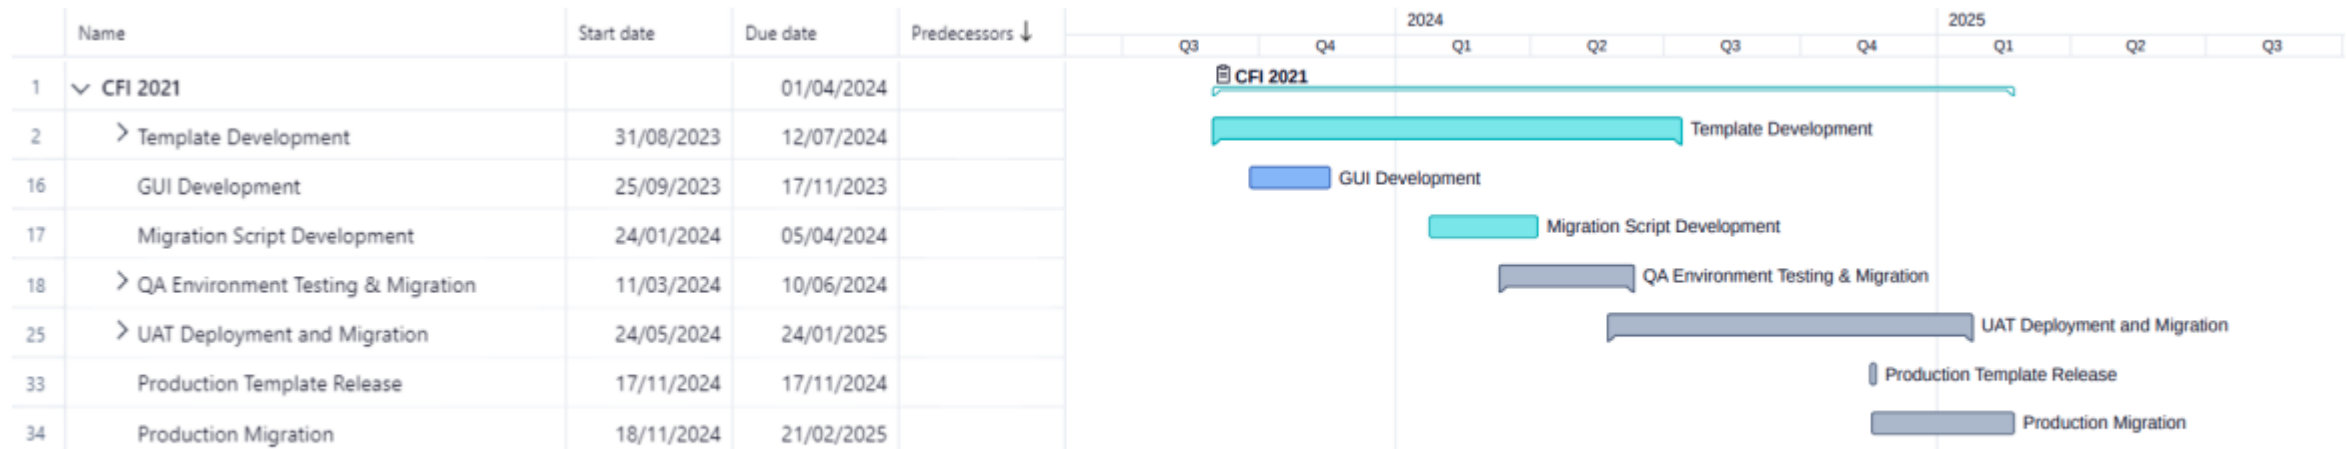 2024 2025
Name Start date Due date Predecessors ↓ Q3 Q4 Q1 Q2 Q3 Q4 Q1 Q2 Q3
1 CFI 2021 01/04/2024 CFI 2021
2 Template Development 31/08/2023 12/07/2024 Template Development
16 GUI Development 25/09/2023 17/11/2023 GUI Development
17 Migration Script Development 24/01/2024 05/04/2024 Migration Script Development
18 QA Environment Testing & Migration 11/03/2024 10/06/2024 QA Environment Testing & Migration
25 UAT Deployment and Migration 24/05/2024 24/01/2025 UAT Deployment and Migration
33 Production Template Release 17/11/2024 17/11/2024 Production Template Release
34 Production Migration 18/11/2024 21/02/2025 Production Migration